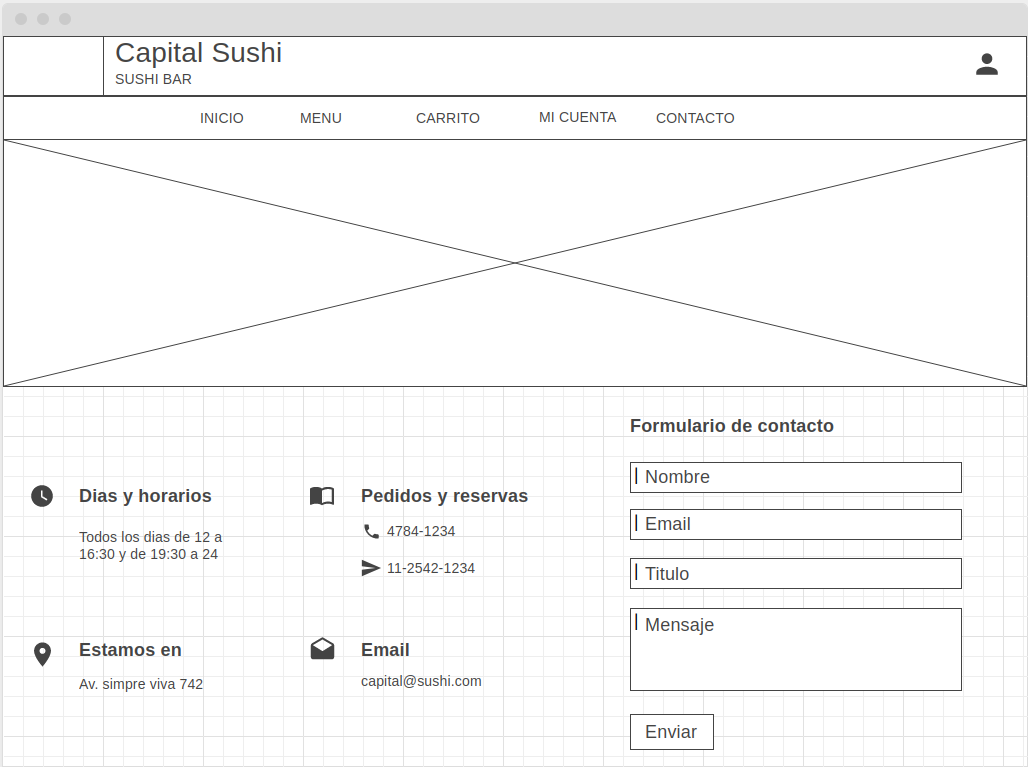 Capital Sushi
SUSHI BAR
INICIO
MENU
CARRITO
MI CUENTA
CONTACTO
Dias y horarios
Todos los dias de 12 a
16:30 y de 19:30 a 24
Pedidos y reservas
4784-1234
11-2542-1234
Estamos en
Av. simpre viva 742
Email
capital@sushi.com
Formulario de contacto
Nombre
Email
Titulo
Mensaje
Enviar